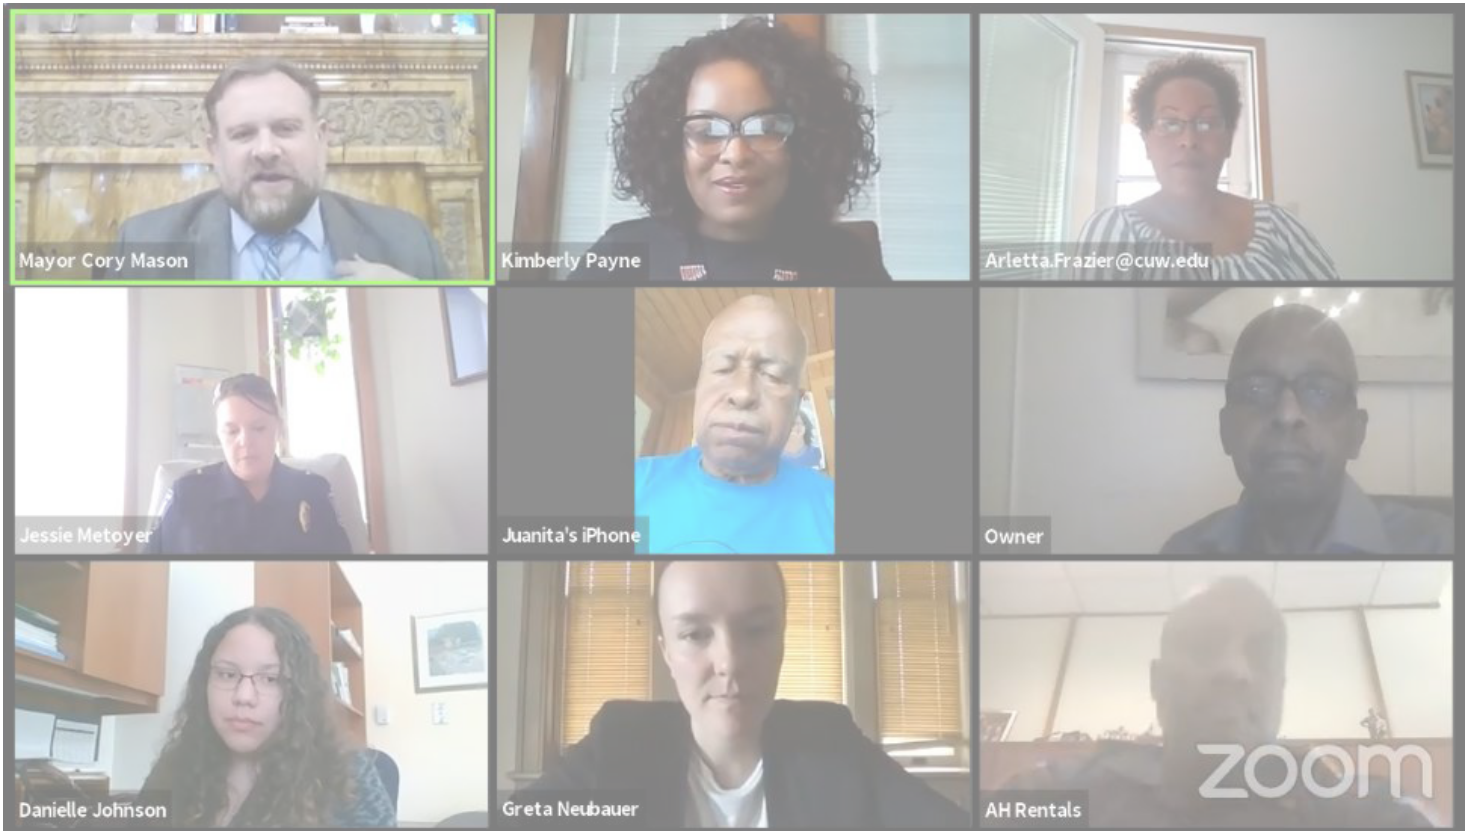 Mayor Cory Mason
Kimberly Payne
Arletta.Frazier@cuw.edu
Jessie Metoyer
Juanita's iPhone
Owner
Danielle Johnson
Greta Neubauer
AH Rentals
zoom